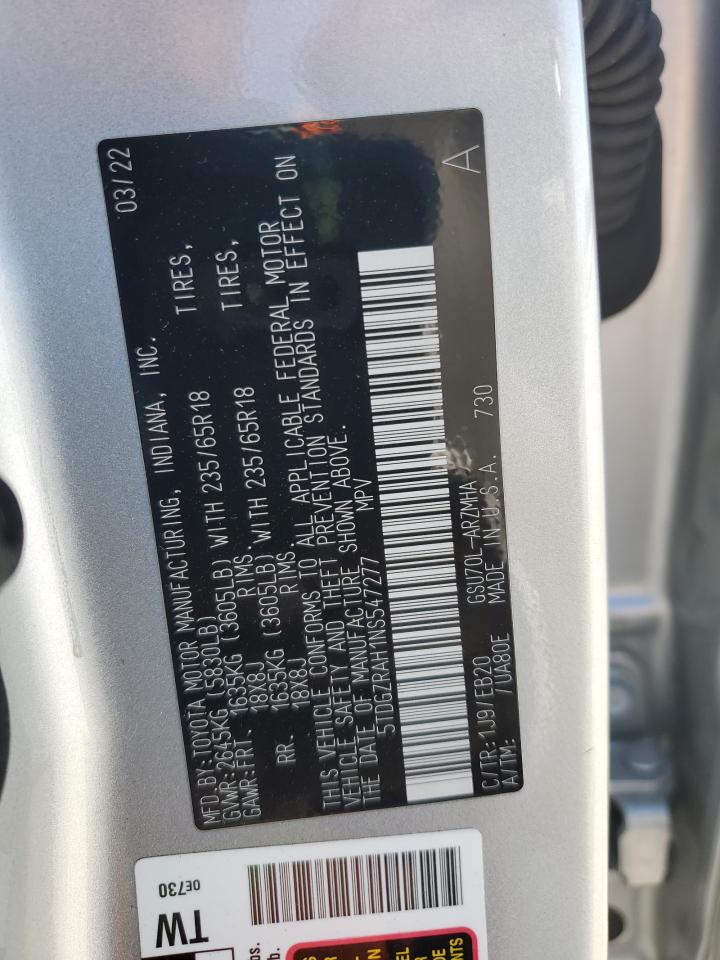 MFD BY:TOYOTA MOTOR MANUFACTURING, INDIANA, INC. 03/22
GVWR:2645KG (5830LB)
GAWR:FRT. 1635KG (3605LB) WITH 235/65R18 TIRES,
18X8J RIMS.
RR. 1635KG (3605LB) WITH 235/65R18 TIRES,
18X8J RIMS.
THIS VEHICLE CONFORMS TO ALL APPLICABLE FEDERAL MOTOR
VEHICLE SAFETY AND THEFT PREVENTION STANDARDS IN EFFECT ON
THE DATE OF MANUFACTURE SHOWN ABOVE.
5TDGZRAH1NS547277 MPV
A
C/TR:1J9/EB20 GSU70L-ARZMHA
A/TM: /UA80E MADE IN U.S.A. 730
0E730
TW